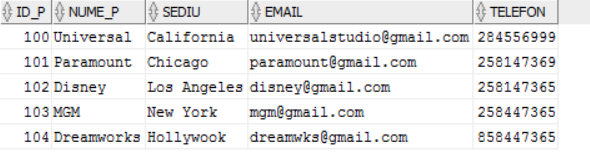 ID_P NUME_P SEDIU EMAIL TELEFON
100 Universal California universalstudio@gmail.com 284556999
101 Paramount Chicago paramount@gmail.com 258147369
102 Disney Los Angeles disney@gmail.com 258147365
103 MGM New York mgm@gmail.com 258447365
104 Dreamworks Hollywook dreamwks@gmail.com 858447365